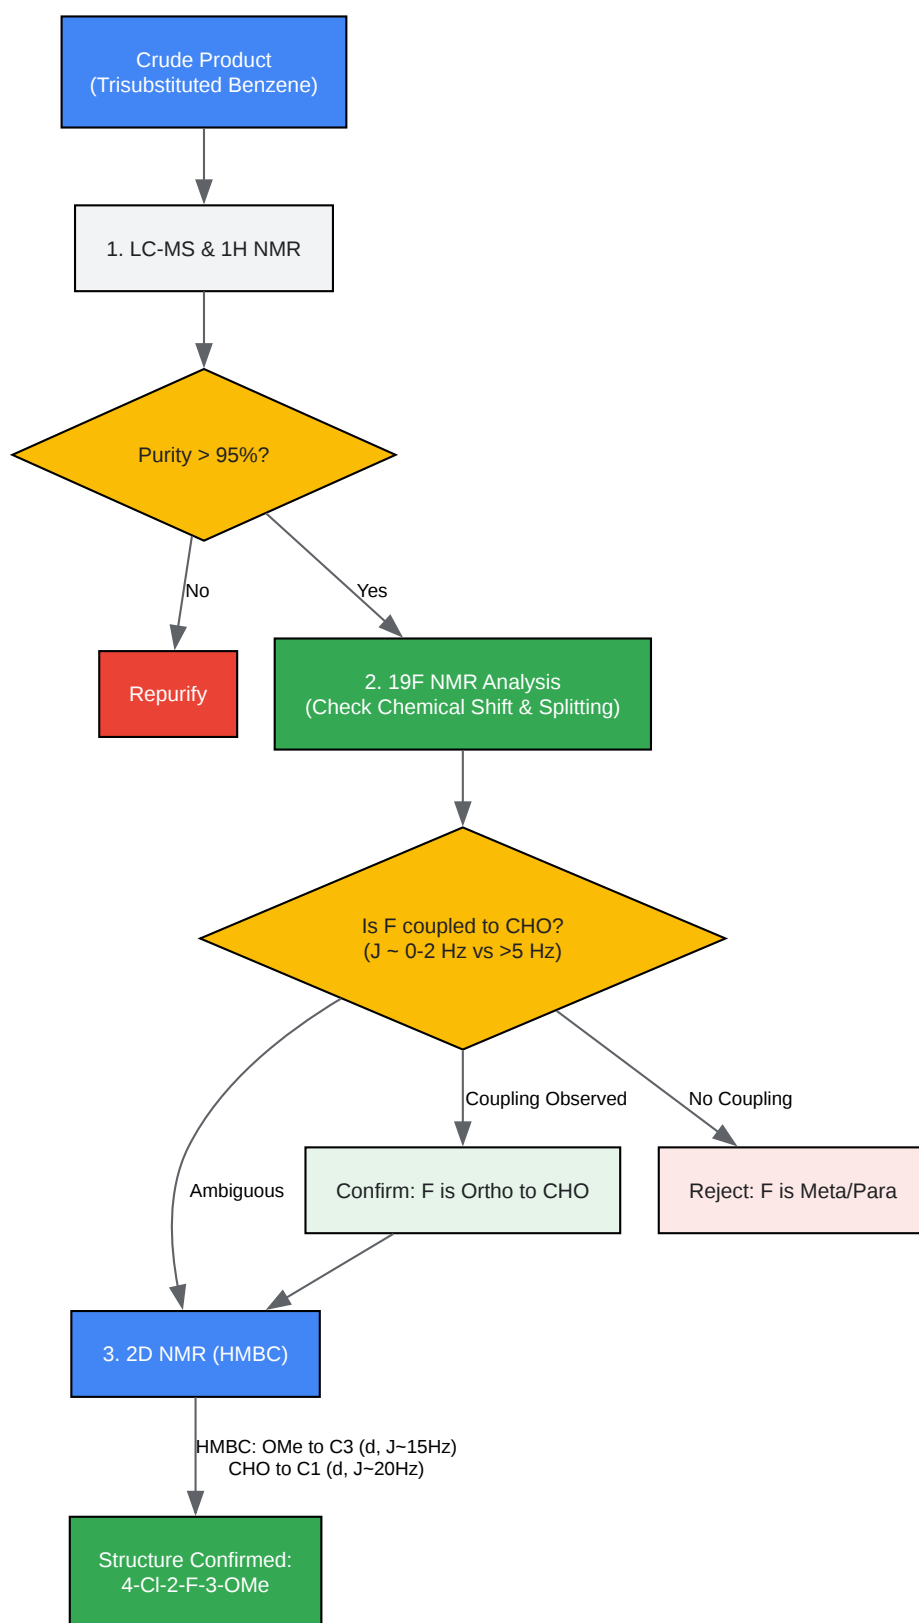 Crude Product
(Trisubstituted Benzene)
1. LC-MS & 1H NMR
Purity > 95%?
No
Yes
Repurify
2. 19F NMR Analysis
(Check Chemical Shift & Splitting)
Is F coupled to CHO?
(J ~ 0-2 Hz vs >5 Hz)
Coupling Observed
No Coupling
Ambiguous
Confirm: F is Ortho to CHO
Reject: F is Meta/Para
3. 2D NMR (HMBC)
HMBC: OMe to C3 (d, J~15Hz)
CHO to C1 (d, J~20Hz)
Structure Confirmed:
4-Cl-2-F-3-OMe